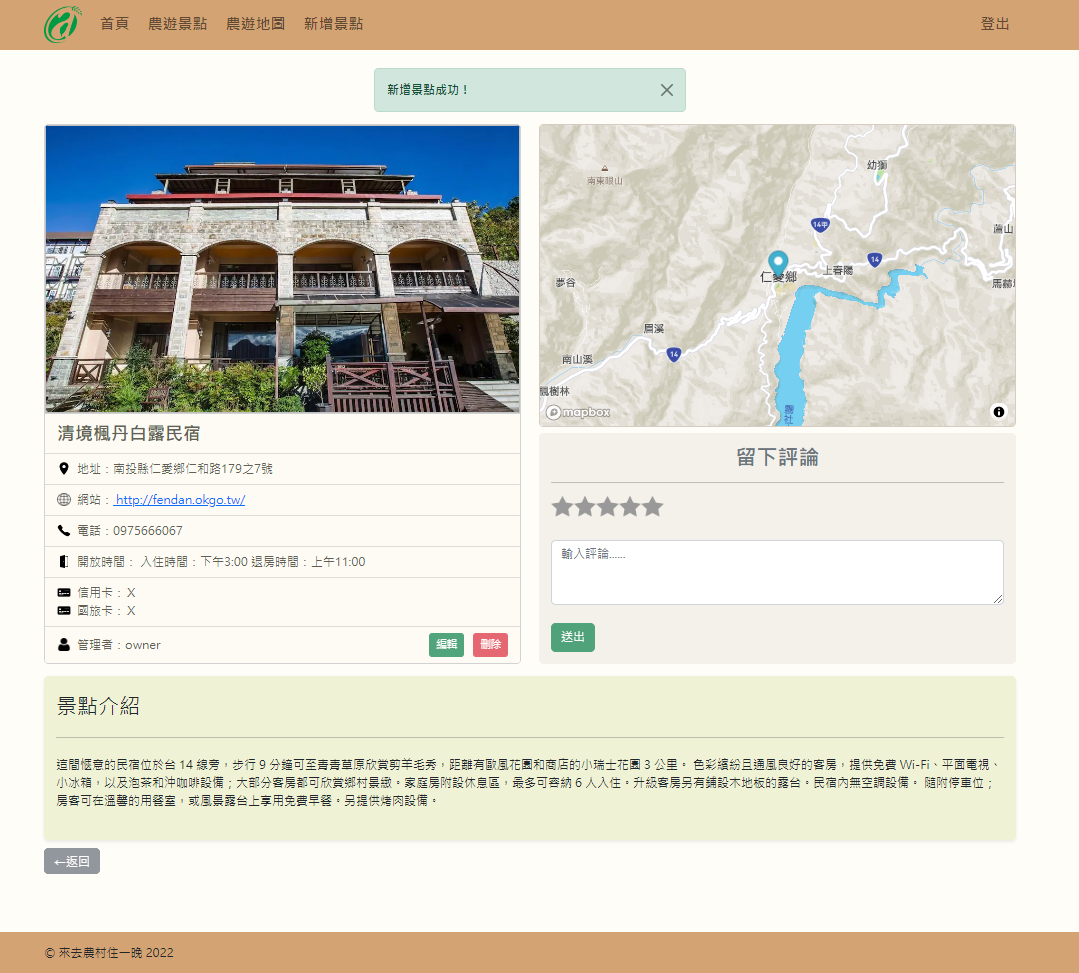 首頁 農遊景點 農遊地圖 新增景點 登出
新增景點成功！
清境楓丹白露民宿
地址：南投縣仁愛鄉仁和路179之7號
網站： http://fendan.okgo.tw/
電話：0975666067
開放時間： 入住時間：下午3:00 退房時間：上午11:00
信用卡： X
國旅卡： X
管理者：owner 編輯 刪除
幼獅
南東眼山
14甲
廬山
14
仁愛鄉
上春陽
夢谷
馬赫坡
眉溪
14
南山溪
楓樹林
mapbox
霧社
留下評論
輸入評論......
送出
景點介紹
這間愜意的民宿位於台 14 線旁，步行 9 分鐘可至青青草原欣賞剪羊毛秀，距離有歐風花園和商店的小瑞士花園 3 公里。 色彩繽紛且通風良好的客房，提供免費 Wi-Fi、平面電視、
小冰箱，以及泡茶和沖咖啡設備；大部分客房都可欣賞鄉村景緻。家庭房附設休息區，最多可容納 6 人入住。升級客房另有鋪設木地板的露台。民宿內無空調設備。 隨附停車位；
房客可在溫馨的用餐室，或風景露台上享用免費早餐。另提供烤肉設備。
←返回
© 來去農村住一晚 2022